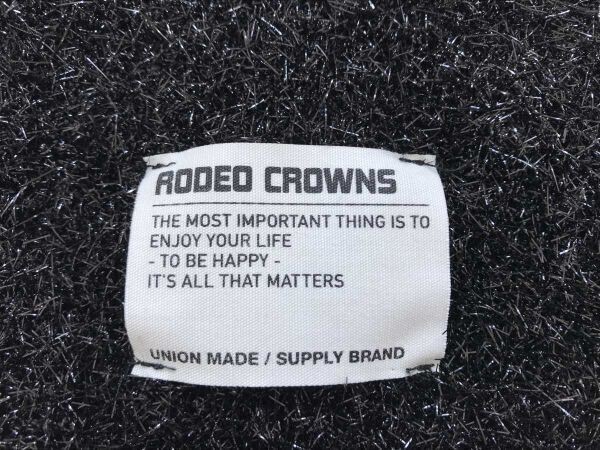 RODEO CROWNS
THE MOST IMPORTANT THING IS TO
ENJOY YOUR LIFE
- TO BE HAPPY -
IT'S ALL THAT MATTERS
UNION MADE / SUPPLY BRAND